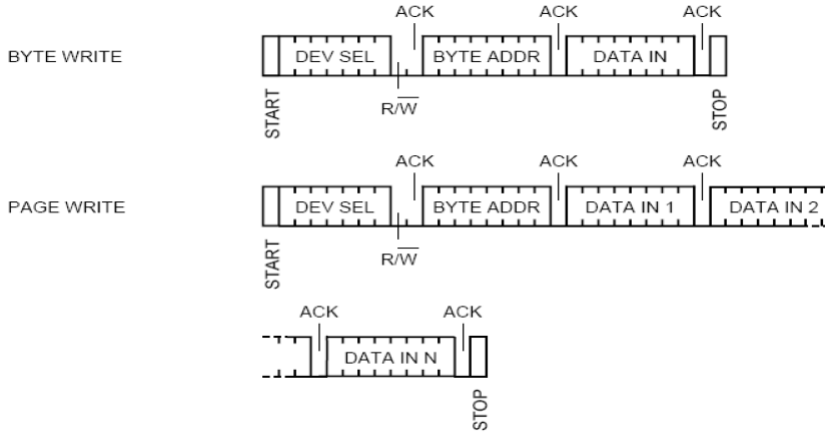 ACK ACK ACK
BYTE WRITE DEV SEL BYTE ADDR DATA IN
R/W
START STOP
ACK ACK ACK
PAGE WRITE DEV SEL BYTE ADDR DATA IN 1 DATA IN 2
R/W
START
ACK ACK
DATA IN N
STOP